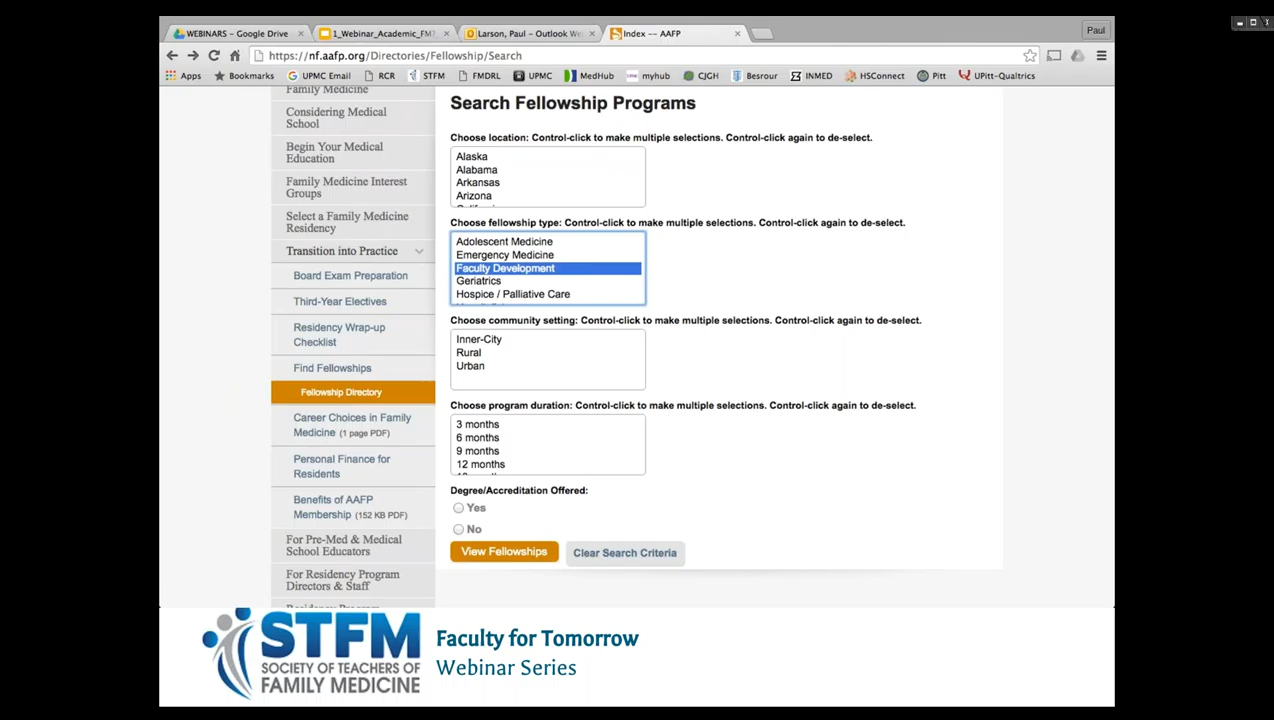 WEBINARS – Google Drive
1_Webinar_Academic_FM7
Larson, Paul – Outlook We
Index -- AAFP
Paul
https://nf.aafp.org/Directories/Fellowship/Search
Apps
Bookmarks
UPMC Email
RCR
STFM
FMDRL
UPMC
MedHub
myhub
CJGH
Besrour
INMED
HSConnect
Pitt
UPitt-Qualtrics
Family Medicine
Considering Medical
School
Begin Your Medical
Education
Family Medicine Interest
Groups
Select a Family Medicine
Residency
Transition into Practice
Board Exam Preparation
Third-Year Electives
Residency Wrap-up
Checklist
Find Fellowships
Fellowship Directory
Career Choices in Family
Medicine (1 page PDF)
Personal Finance for
Residents
Benefits of AAFP
Membership (152 KB PDF)
For Pre-Med & Medical
School Educators
For Residency Program
Directors & Staff
Residency Program
Search Fellowship Programs
Choose location: Control-click to make multiple selections. Control-click again to de-select.
Alaska
Alabama
Arkansas
Arizona
California
Choose fellowship type: Control-click to make multiple selections. Control-click again to de-select.
Adolescent Medicine
Emergency Medicine
Faculty Development
Geriatrics
Hospice / Palliative Care
Choose community setting: Control-click to make multiple selections. Control-click again to de-select.
Inner-City
Rural
Urban
Choose program duration: Control-click to make multiple selections. Control-click again to de-select.
3 months
6 months
9 months
12 months
Degree/Accreditation Offered:
Yes
No
View Fellowships
Clear Search Criteria
STFM
SOCIETY OF TEACHERS OF
FAMILY MEDICINE
Faculty for Tomorrow
Webinar Series